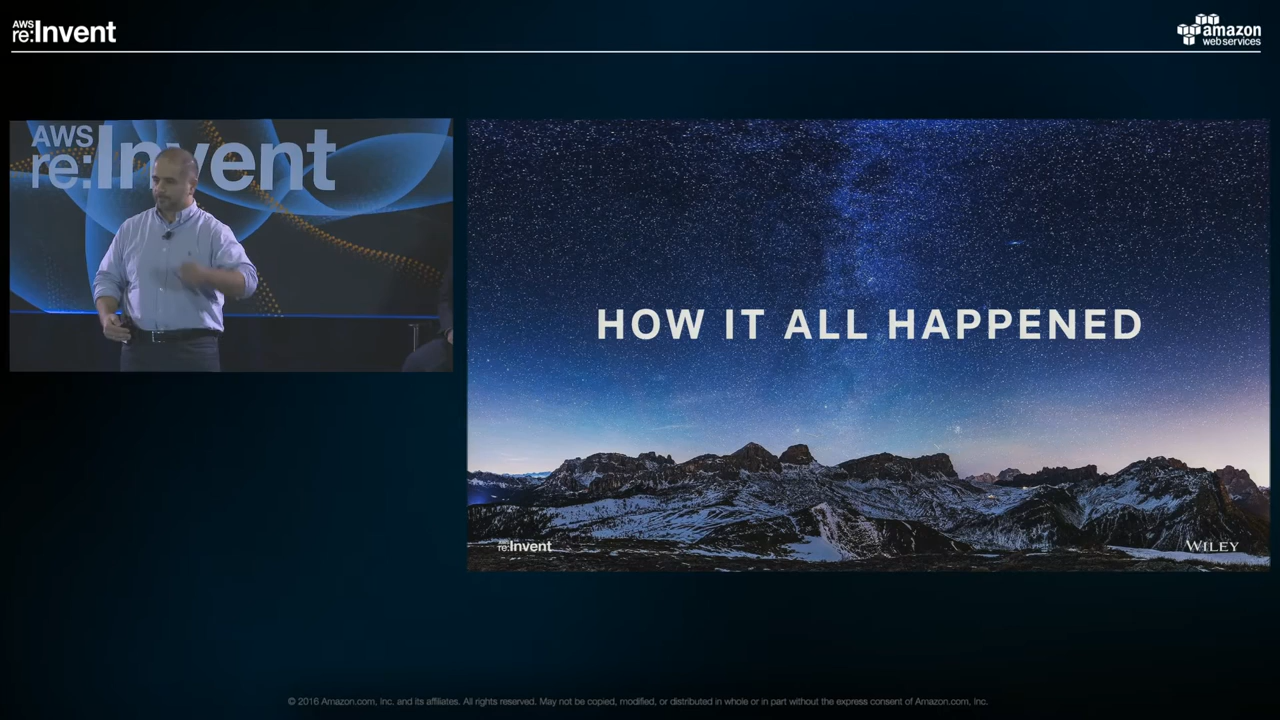 AWS
re:Invent
amazon
web services
AWS
re:Invent
HOW IT ALL HAPPENED
AWS
re:Invent
WILEY
© 2016 Amazon.com, Inc. and its affiliates. All rights reserved. May not be copied, modified, or distributed in whole or in part without the express consent of Amazon.com, Inc.